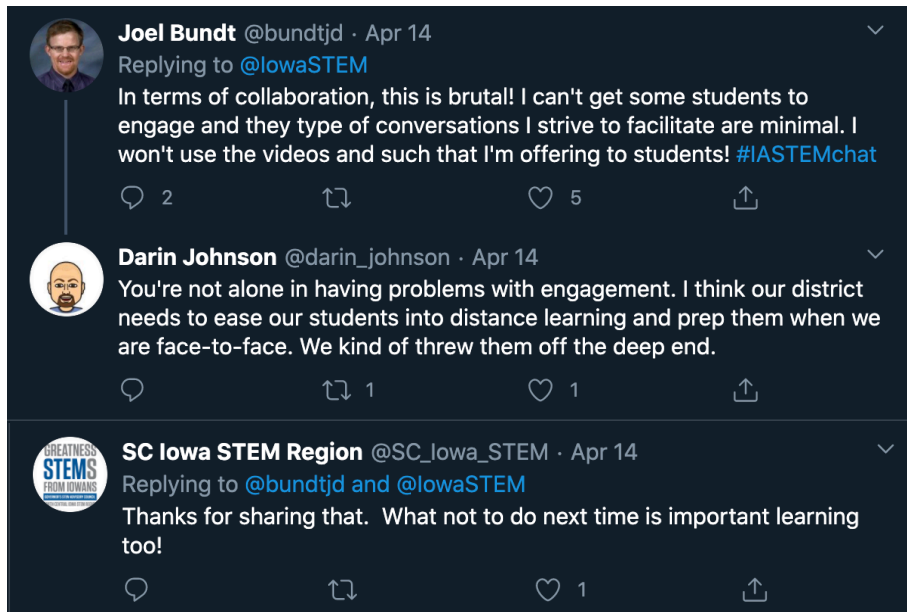 Joel Bundt @bundtjd · Apr 14
Replying to @IowaSTEM
In terms of collaboration, this is brutal! I can't get some students to
engage and they type of conversations I strive to facilitate are minimal. I
won't use the videos and such that I'm offering to students! #IASTEMchat
2 5
Darin Johnson @darin_johnson · Apr 14
You're not alone in having problems with engagement. I think our district
needs to ease our students into distance learning and prep them when we
are face-to-face. We kind of threw them off the deep end.
1 1
GREATNESS
STEMS
FROM IOWANS
SC Iowa STEM Region @SC_Iowa_STEM · Apr 14
Replying to @bundtjd and @IowaSTEM
Thanks for sharing that. What not to do next time is important learning
too!
1